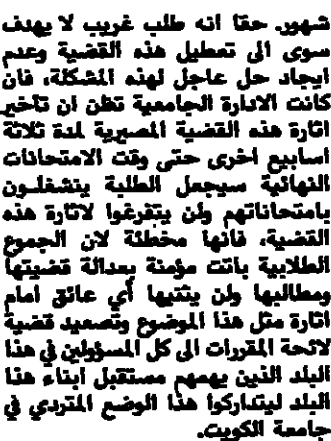 شهور. حقا انه طلب غريب لا يهدف
سوى الى تعطيل هذه القضية وعدم
ايجاد حل عاجل لهذه المشكلة، فان
كانت الادارة الجامعية تظن ان تأخير
اثارة هذه القضية المصيرية لمدة ثلاثة
اسابيع اخرى حتى وقت الامتحانات
النهائية سيجعل الطلبة ينشغلون
بامتحاناتهم ولن يتفرغوا لاثارة هذه
القضية، فانها مخطئة لان الجموع
الطلابية باتت مؤمنة بعدالة قضيتها
ومطالبها ولن يثنيها أي عائق امام
اثارة مثل هذا الموضوع وتصعيد قضية
لائحة المقررات الى كل المسؤولين في هذا
البلد الذين يهمهم مستقبل ابناء هذا
البلد ليتداركوا هذا الوضع المتردي في
جامعة الكويت.